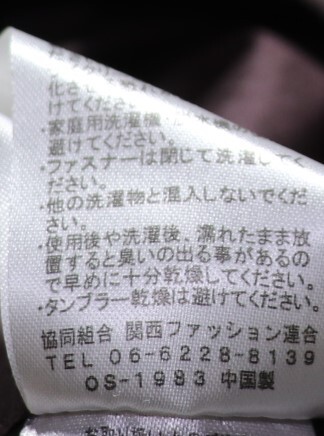 化させ
けてください。
・家庭用洗濯機・
避けてください。
・ファスナーは閉じて洗濯してく
ださい。
・他の洗濯物と混入しないでくだ
さい。
・使用後や洗濯後、濡れたまま放
置すると臭いの出る事があるの
で早めに十分乾燥してください。
・タンブラー乾燥は避けてください。
協同組合 関西ファッション連合
TEL 06-6228-8139
OS-1983 中国製